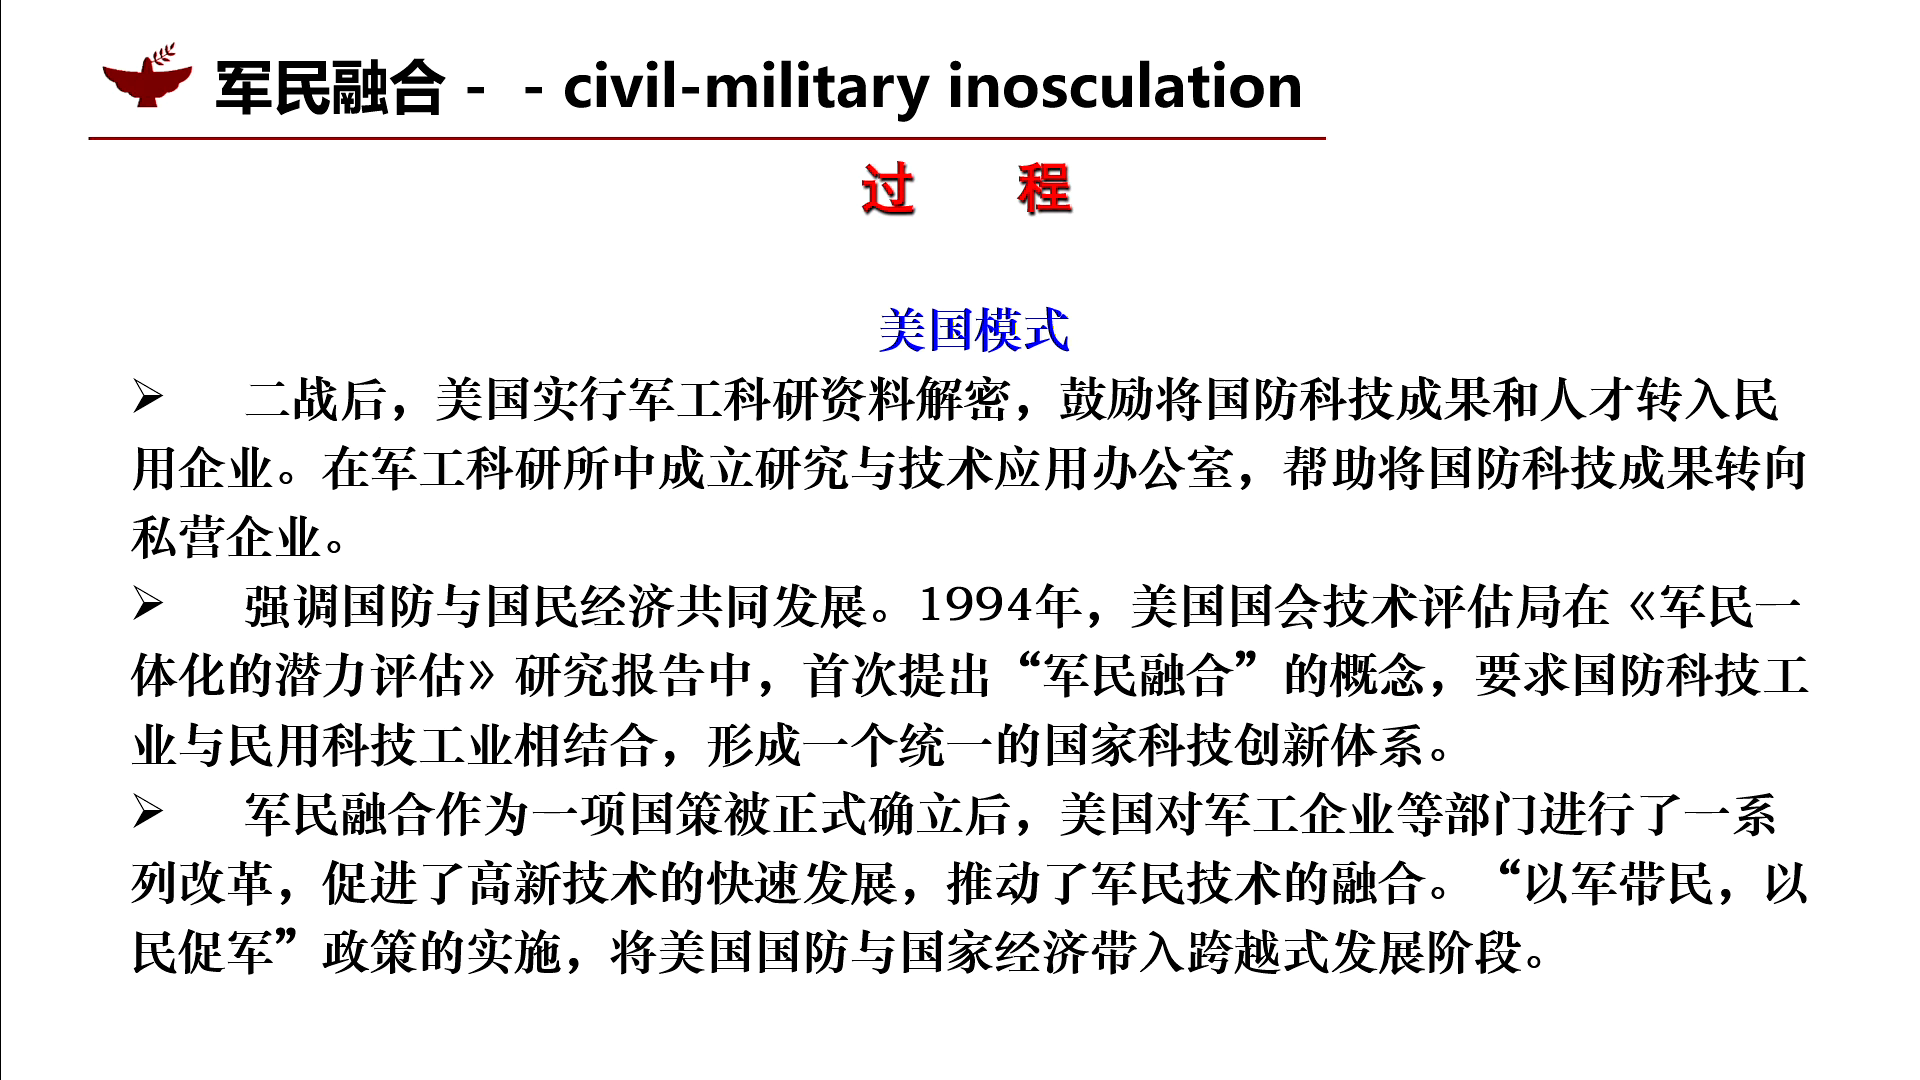 军民融合－ －civil-military inosculation
过 程
美国模式
➢ 二战后，美国实行军工科研资料解密，鼓励将国防科技成果和人才转入民
用企业。在军工科研所中成立研究与技术应用办公室，帮助将国防科技成果转向
私营企业。
➢ 强调国防与国民经济共同发展。1994年，美国国会技术评估局在《军民一
体化的潜力评估》研究报告中，首次提出“军民融合”的概念，要求国防科技工
业与民用科技工业相结合，形成一个统一的国家科技创新体系。
➢ 军民融合作为一项国策被正式确立后，美国对军工企业等部门进行了一系
列改革，促进了高新技术的快速发展，推动了军民技术的融合。“以军带民，以
民促军”政策的实施，将美国国防与国家经济带入跨越式发展阶段。